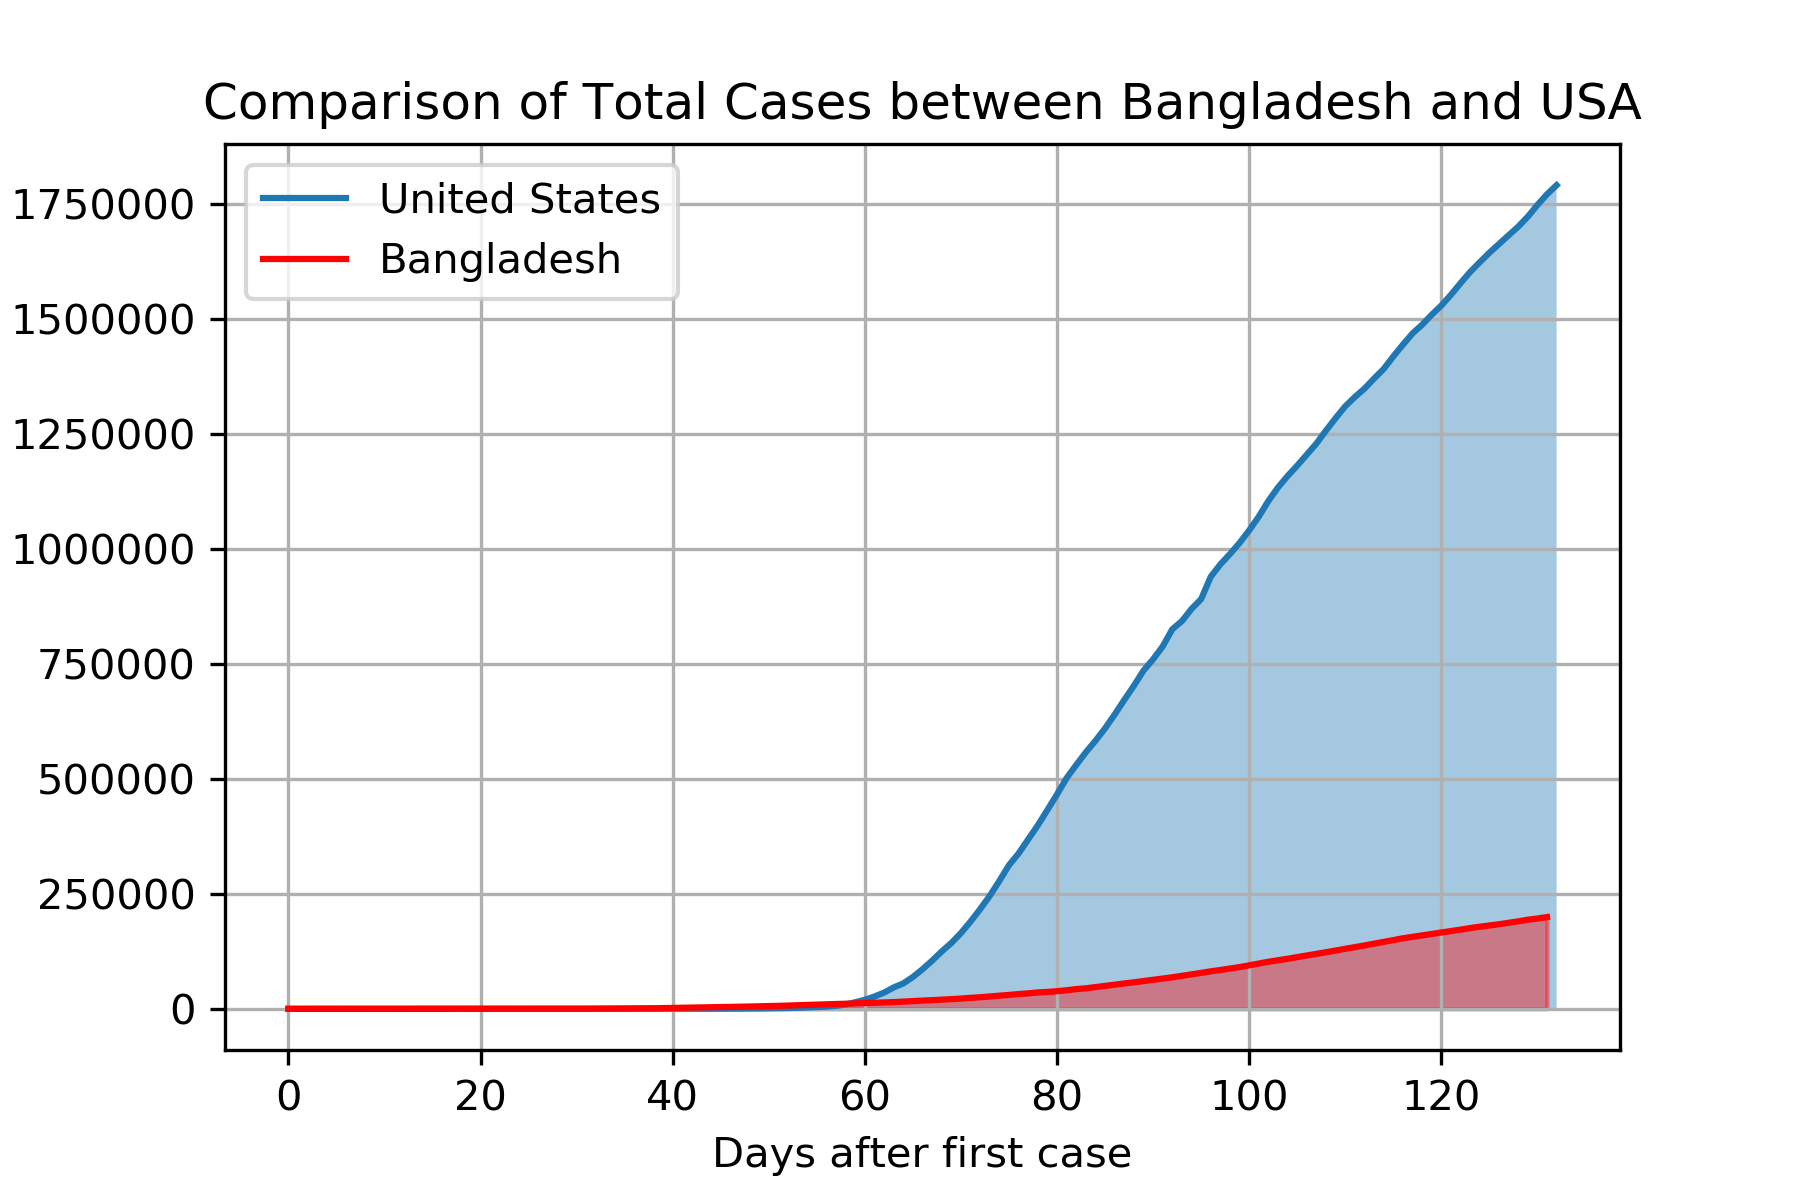 Comparison of Total Cases between Bangladesh and USA
United States
Bangladesh
1750000
1500000
1250000
1000000
750000
500000
250000
0
0 20 40 60 80 100 120
Days after first case